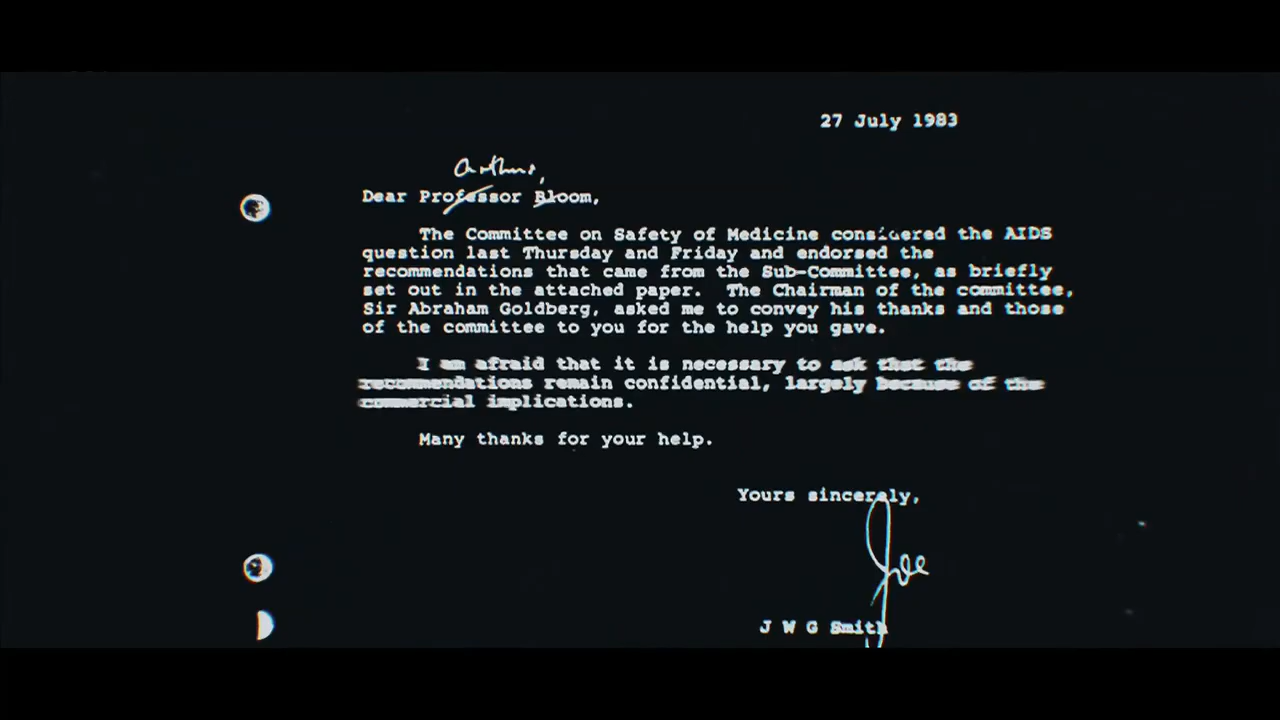 27 July 1983
Arthur,
Dear Professor Bloom,
The Committee on Safety of Medicine considered the AIDS
question last Thursday and Friday and endorsed the
recommendations that came from the Sub-Committee, as briefly
set out in the attached paper. The Chairman of the committee,
Sir Abraham Goldberg, asked me to convey his thanks and those
of the committee to you for the help you gave.
I am afraid that it is necessary to ask that the
recommendations remain confidential, largely because of the
commercial implications.
Many thanks for your help.
Yours sincerely,
Joe
J W G Smith